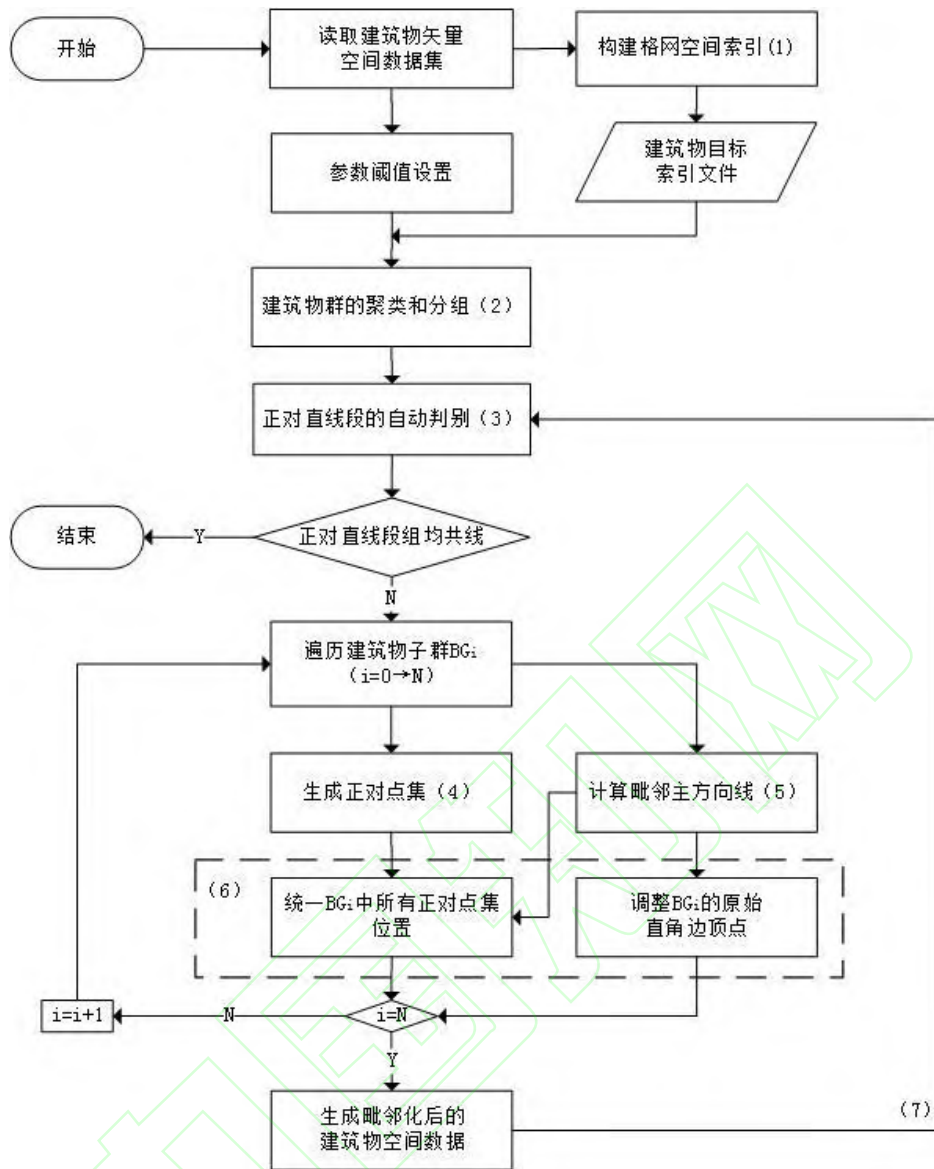 开始
读取建筑物矢量
空间数据集
构建格网空间索引(1)
参数阈值设置
建筑物目标
索引文件
建筑物群的聚类和分组（2）
正对直线段的自动判别（3）
结束
Y
正对直线段组均共线
N
遍历建筑物子群BGi
（i=0→N）
生成正对点集（4）
计算毗邻主方向线（5）
（6）
统一BGi中所有正对点集
位置
调整BGi的原始
直角边顶点
i=i+1
N
i=N
Y
生成毗邻化后的
建筑物空间数据
（7）